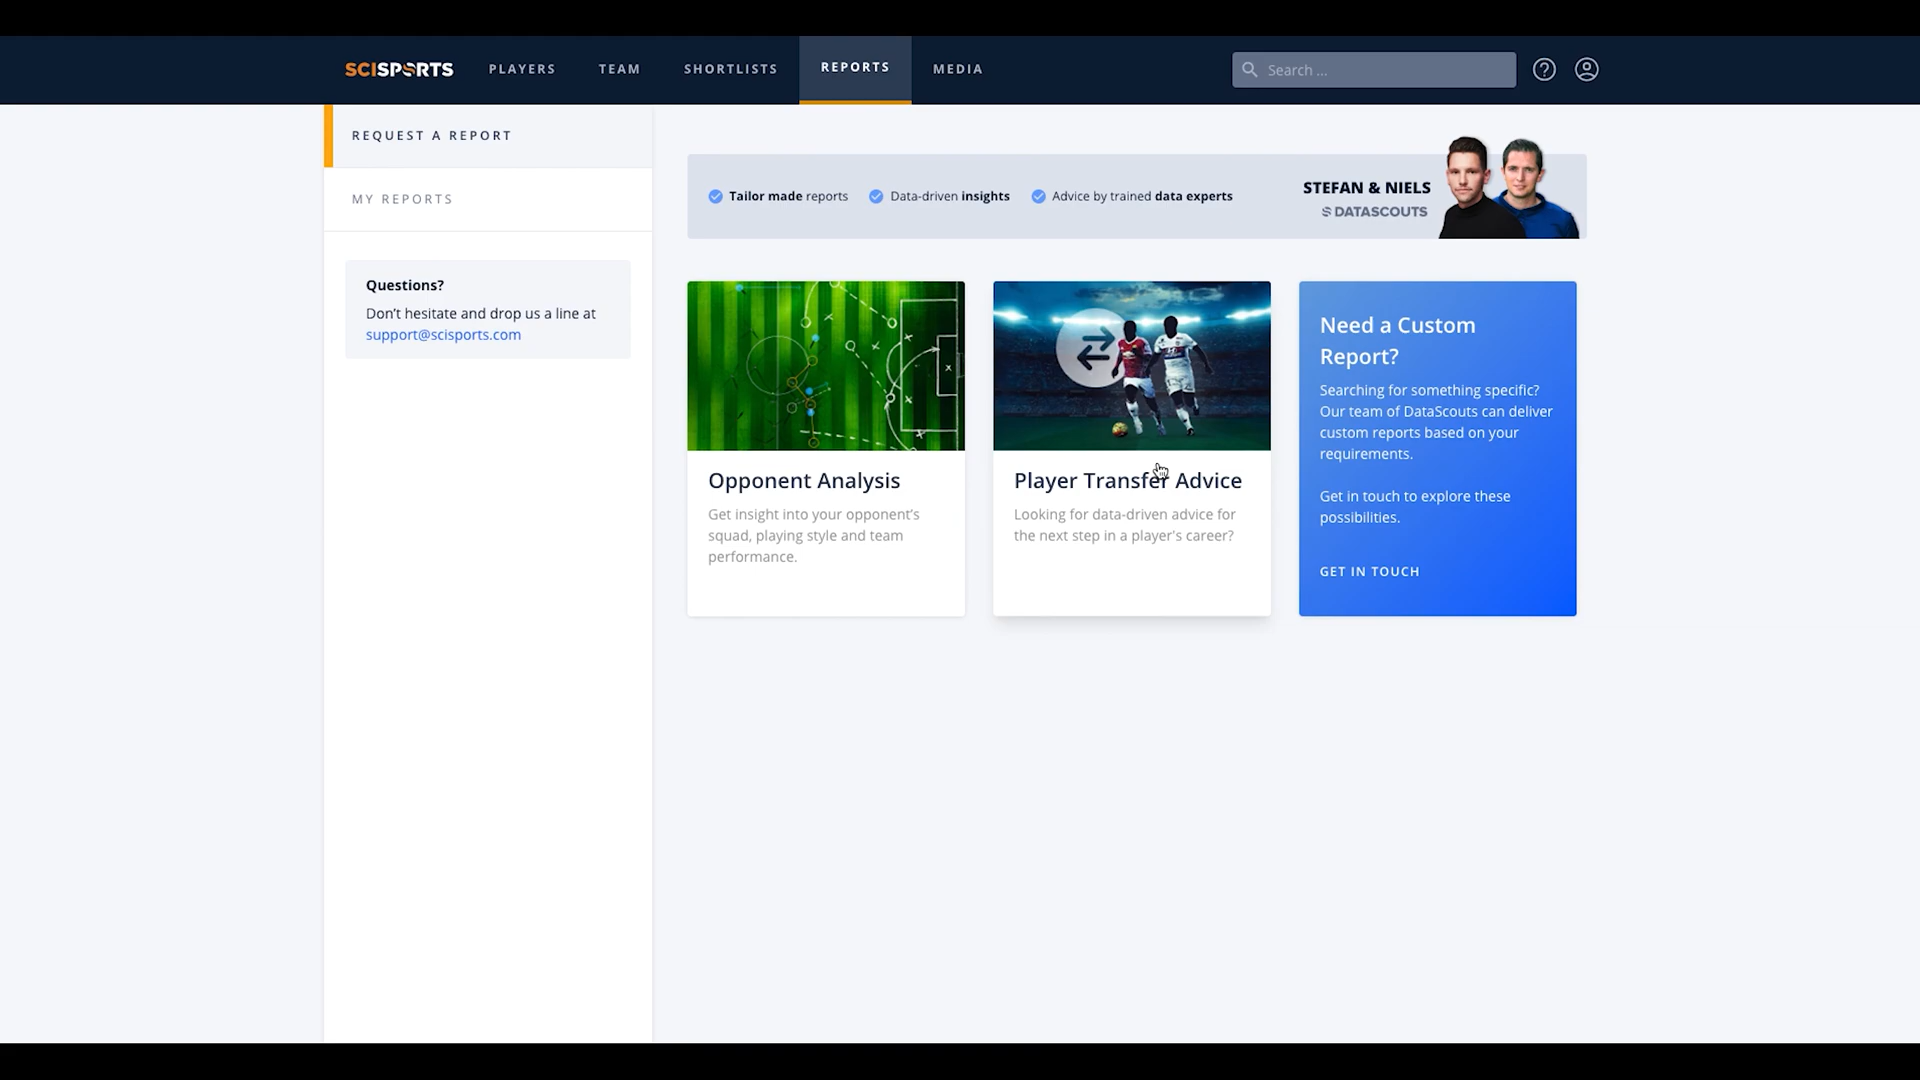 SCISPORTS
PLAYERS
TEAM
SHORTLISTS
REPORTS
MEDIA
Search ...
REQUEST A REPORT
MY REPORTS
Questions?
Don't hesitate and drop us a line at
support@scisports.com
Tailor made reports
Data-driven insights
Advice by trained data experts
STEFAN & NIELS
DATASCOUTS
Opponent Analysis
Get insight into your opponent's
squad, playing style and team
performance.
Player Transfer Advice
Looking for data-driven advice for
the next step in a player's career?
Need a Custom
Report?
Searching for something specific?
Our team of DataScouts can deliver
custom reports based on your
requirements.
Get in touch to explore these
possibilities.
GET IN TOUCH